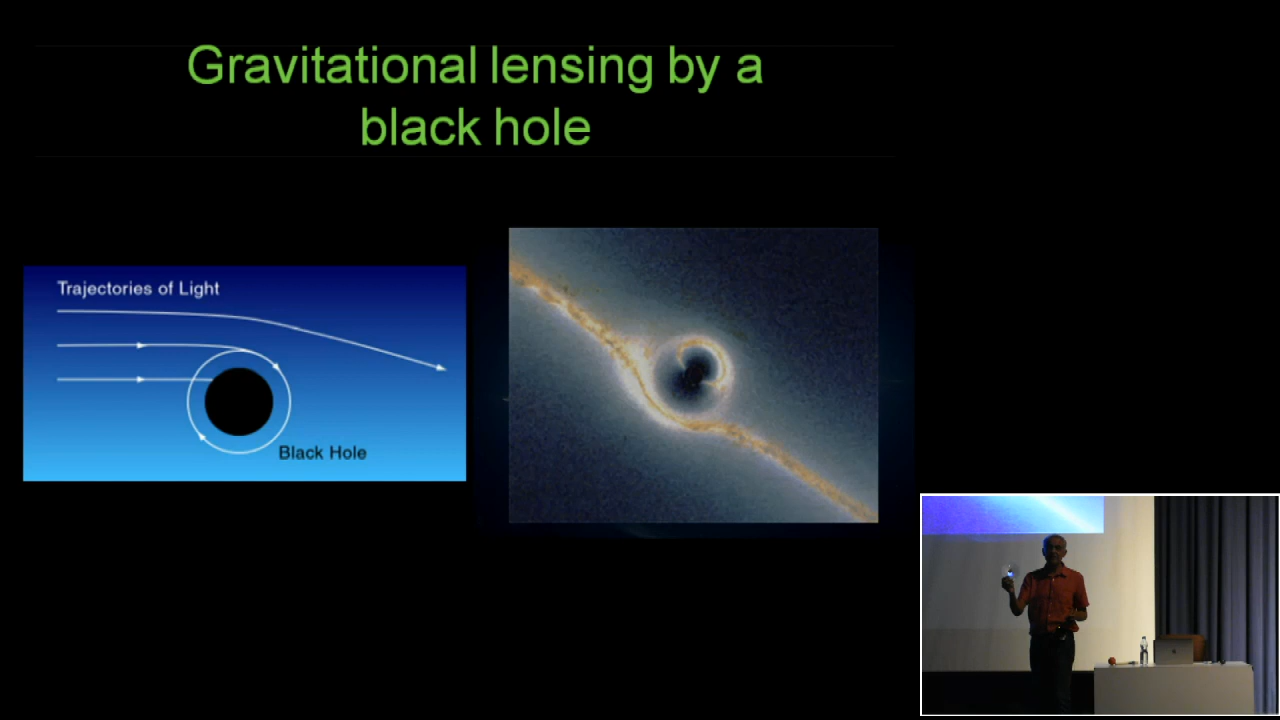 Gravitational lensing by a
black hole
Trajectories of Light
Black Hole